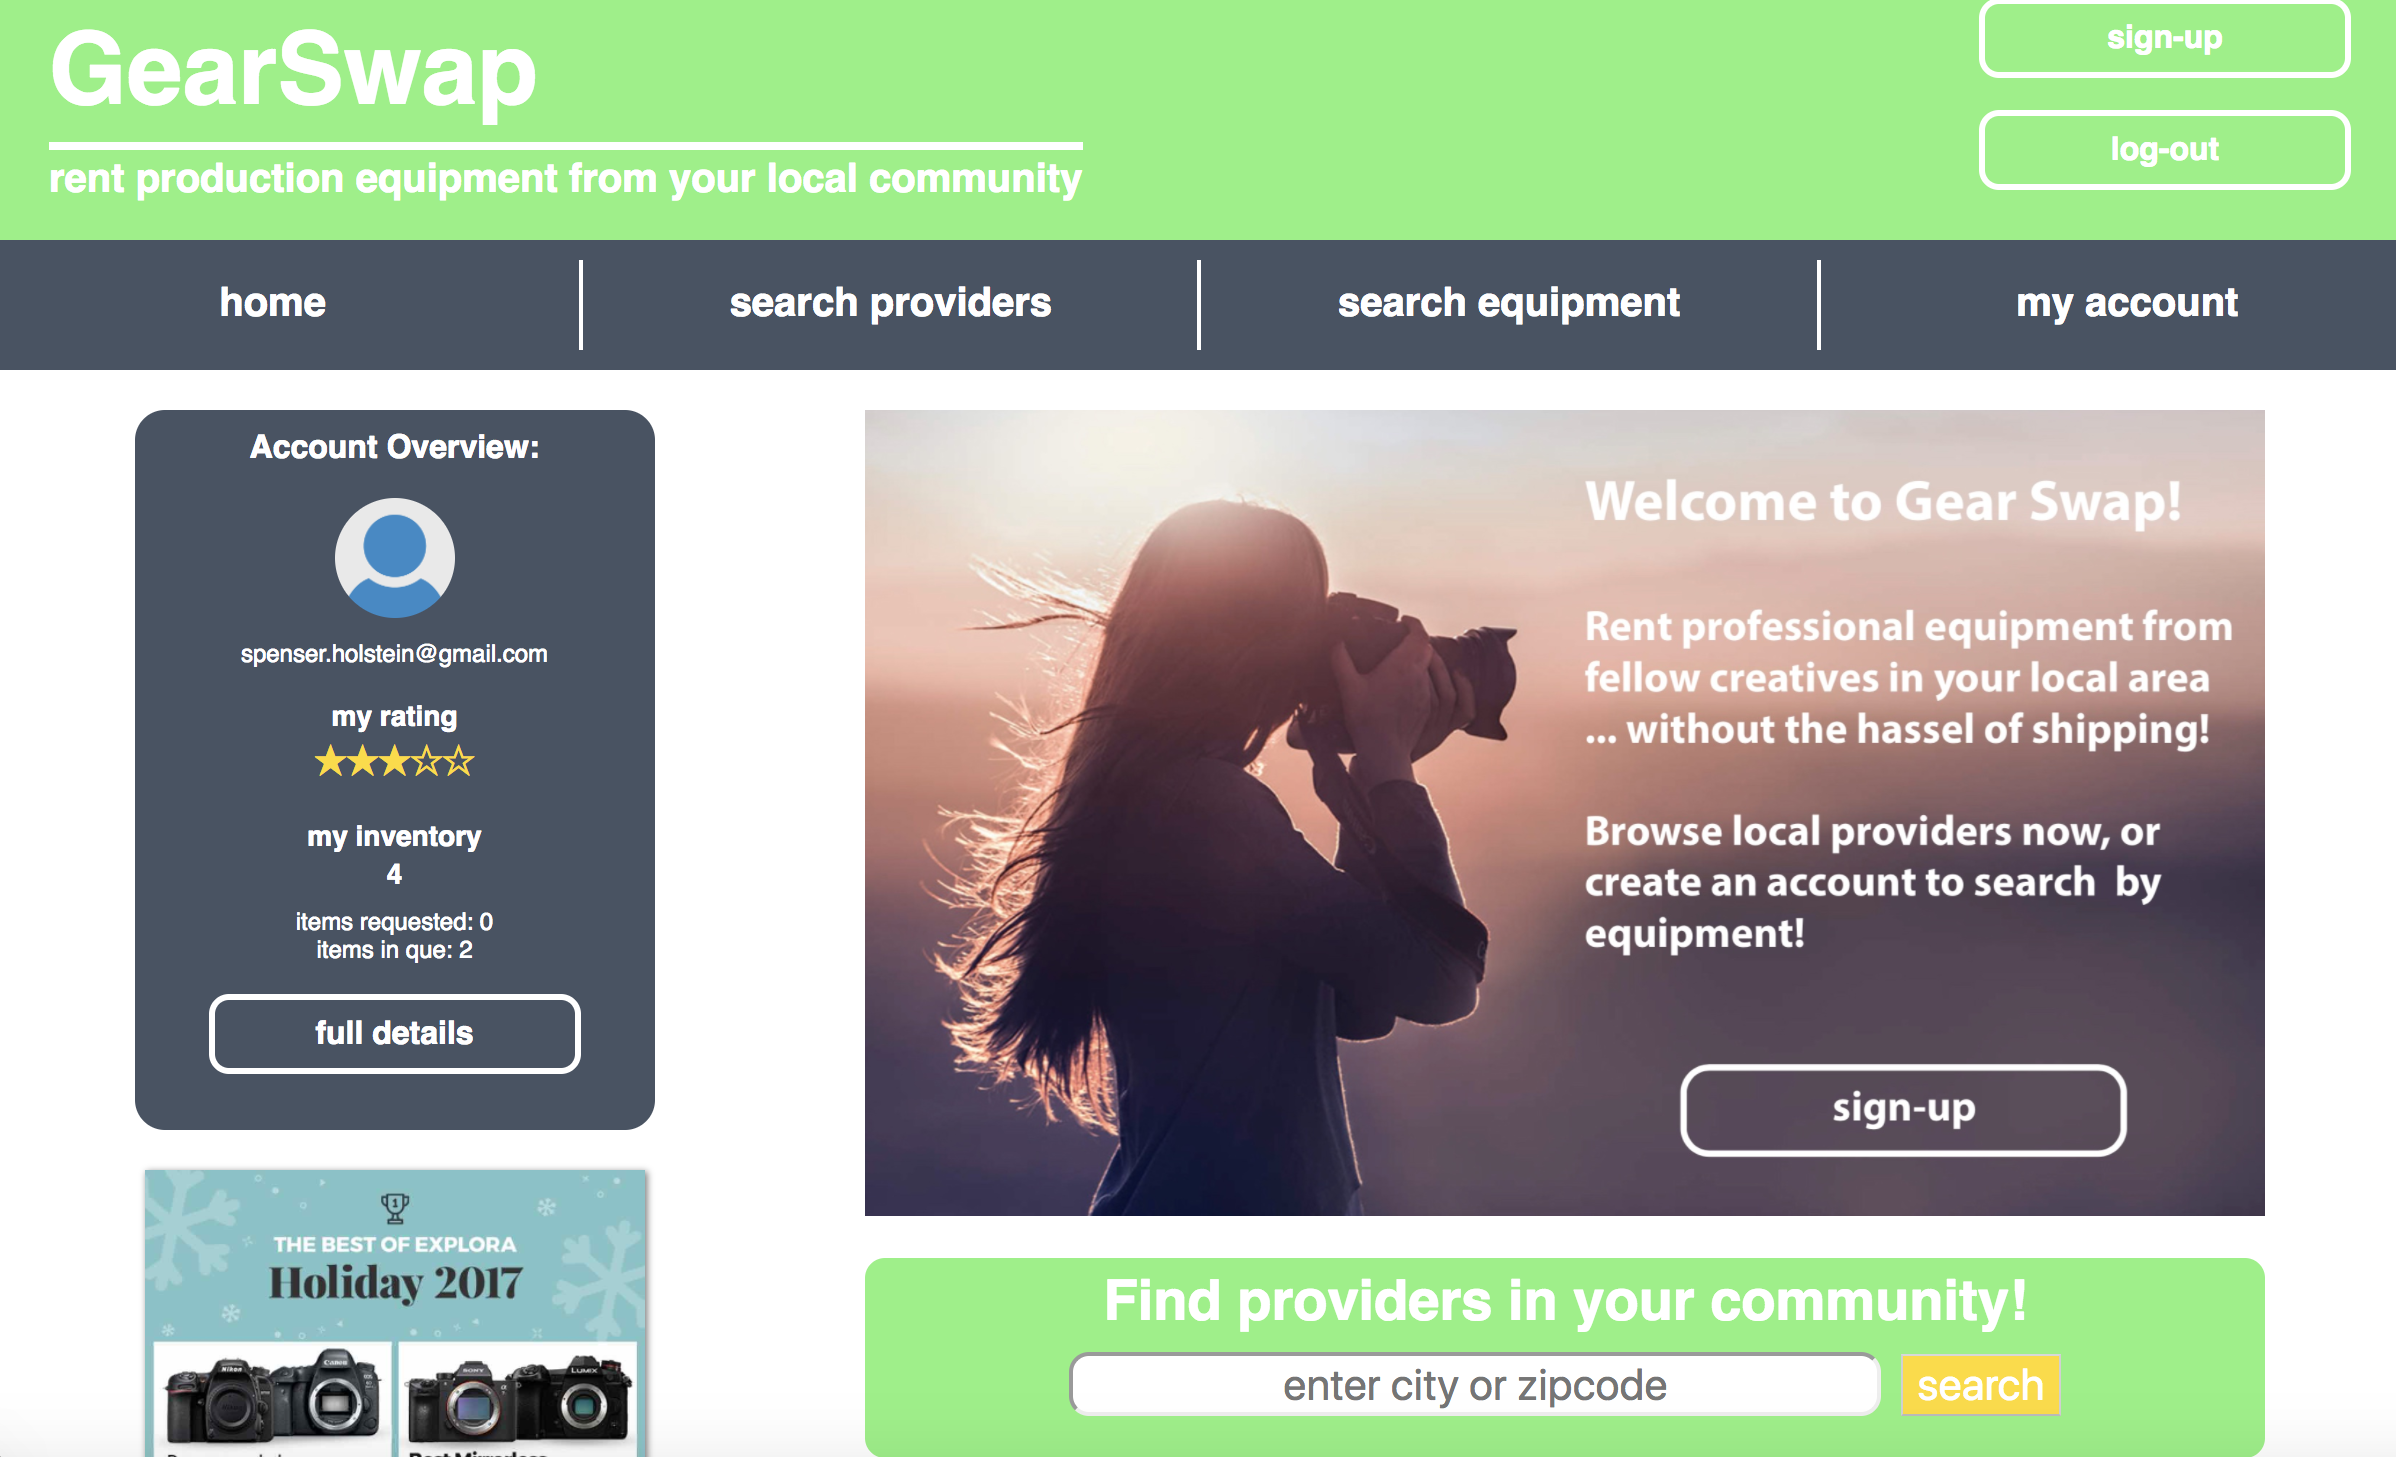 GearSwap
rent production equipment from your local community
sign-up
log-out
home
search providers
search equipment
my account
Account Overview:
spenser.holstein@gmail.com
my rating
★★★☆☆
my inventory
4
items requested: 0
items in que: 2
full details
1
THE BEST OF EXPLORA
Holiday 2017
Nikon
Canon
SONY
LUMIX
Best Mirrorless
Welcome to Gear Swap!
Rent professional equipment from
fellow creatives in your local area
... without the hassel of shipping!
Browse local providers now, or
create an account to search by
equipment!
sign-up
Find providers in your community!
enter city or zipcode
search